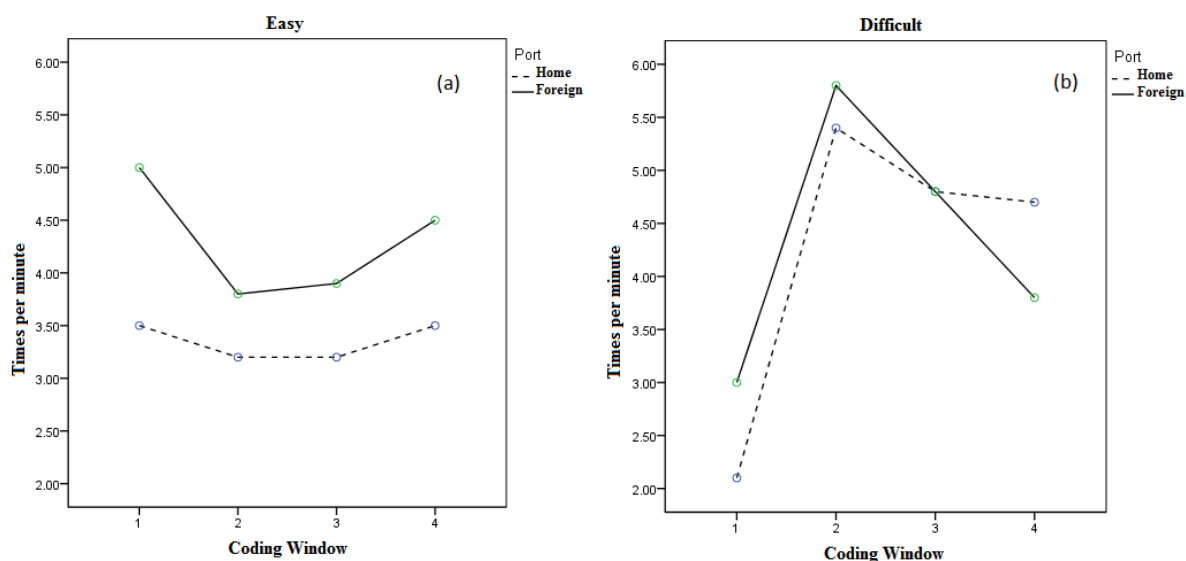 Easy
Port
Home
Foreign
(a)
6.00
5.50
5.00
4.50
4.00
3.50
3.00
2.50
2.00
Times per minute
1 2 3 4
Coding Window
Difficult
Port
Home
Foreign
(b)
6.00
5.50
5.00
4.50
4.00
3.50
3.00
2.50
2.00
Times per minute
1 2 3 4
Coding Window